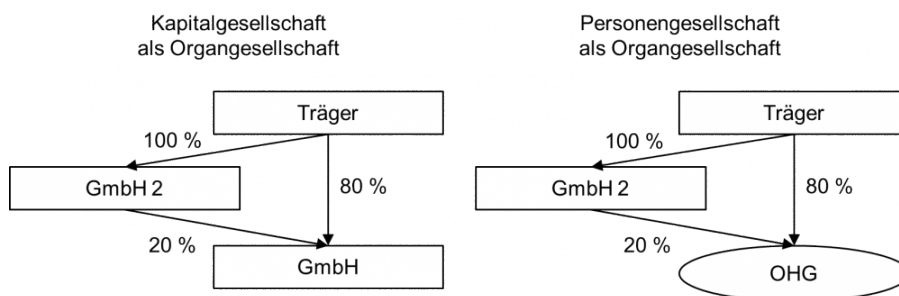 Kapitalgesellschaft
als Organgesellschaft
Träger
100 %
GmbH 2
80 %
20 %
GmbH
Personengesellschaft
als Organgesellschaft
Träger
100 %
GmbH 2
80 %
20 %
OHG